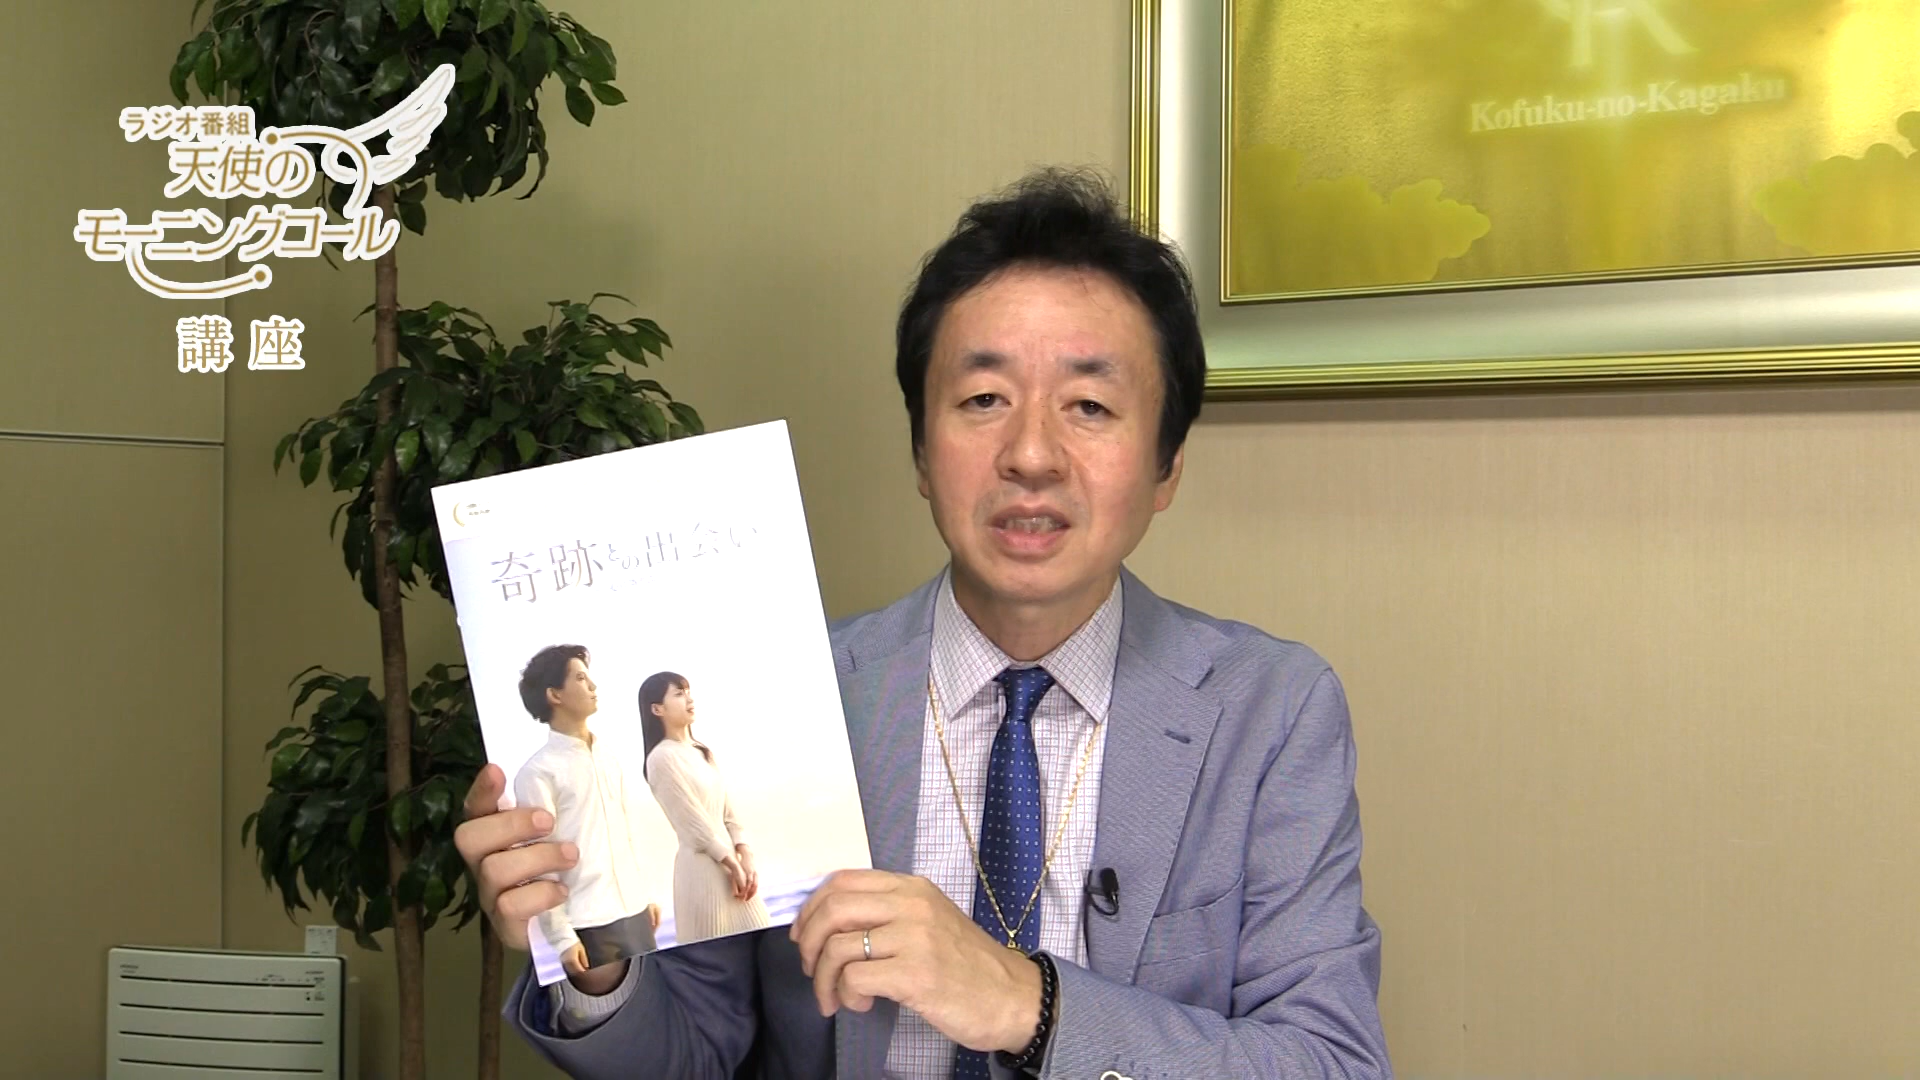 ラジオ番組
天使の
モーニングコール
講座
Kofuku-no-Kagaku
奇跡との出会い